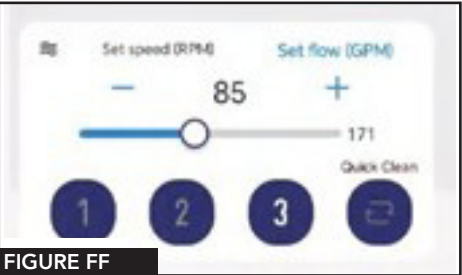 Set speed (RPM) Set flow (GPM)
− 85 +
171
Quick Clean
1 2 3
FIGURE FF